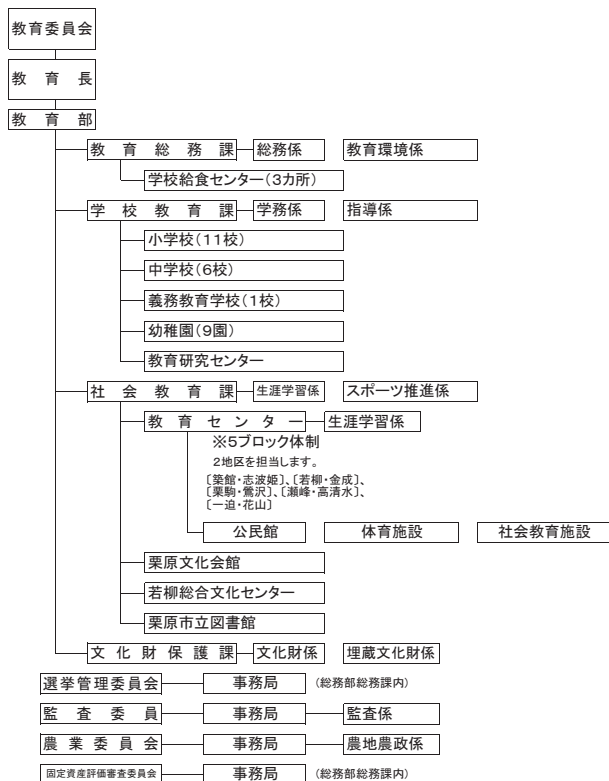 教育委員会
教育長
教育部
教育総務課 総務係 教育環境係
学校給食センター（3カ所）
学校教育課 学務係 指導係
小学校（11校）
中学校（6校）
義務教育学校（1校）
幼稚園（9園）
教育研究センター
社会教育課 生涯学習係 スポーツ推進係
教育センター 生涯学習係
※5ブロック体制
2地区を担当します。
〔築館・志波姫〕、〔若柳・金成〕、
〔栗駒・鶯沢〕、〔瀬峰・高清水〕、
〔一迫・花山〕
公民館 体育施設 社会教育施設
栗原文化会館
若柳総合文化センター
栗原市立図書館
文化財保護課 文化財係 埋蔵文化財係
選挙管理委員会 事務局 （総務部総務課内）
監査委員 事務局 監査係
農業委員会 事務局 農地農政係
固定資産評価審査委員会 事務局 （総務部総務課内）